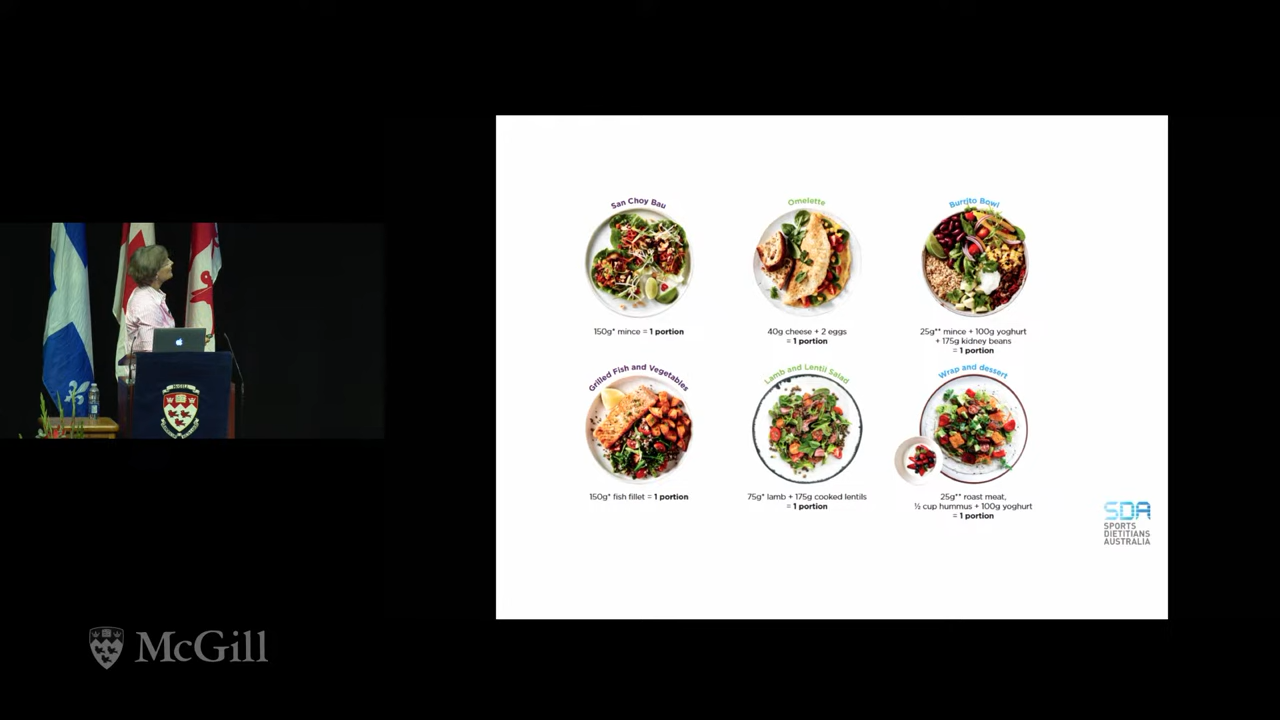 San Choy Bau
Omelette
Burrito Bowl
150g* mince = 1 portion
40g cheese + 2 eggs
= 1 portion
25g** mince + 100g yoghurt
+ 175g kidney beans
= 1 portion
Grilled Fish and Vegetables
Lamb and Lentil Salad
Wrap and dessert
150g* fish fillet = 1 portion
75g* lamb + 175g cooked lentils
= 1 portion
25g** roast meat,
½ cup hummus + 100g yoghurt
= 1 portion
SDA
SPORTS
DIETITIANS
AUSTRALIA
McGILL
McGill